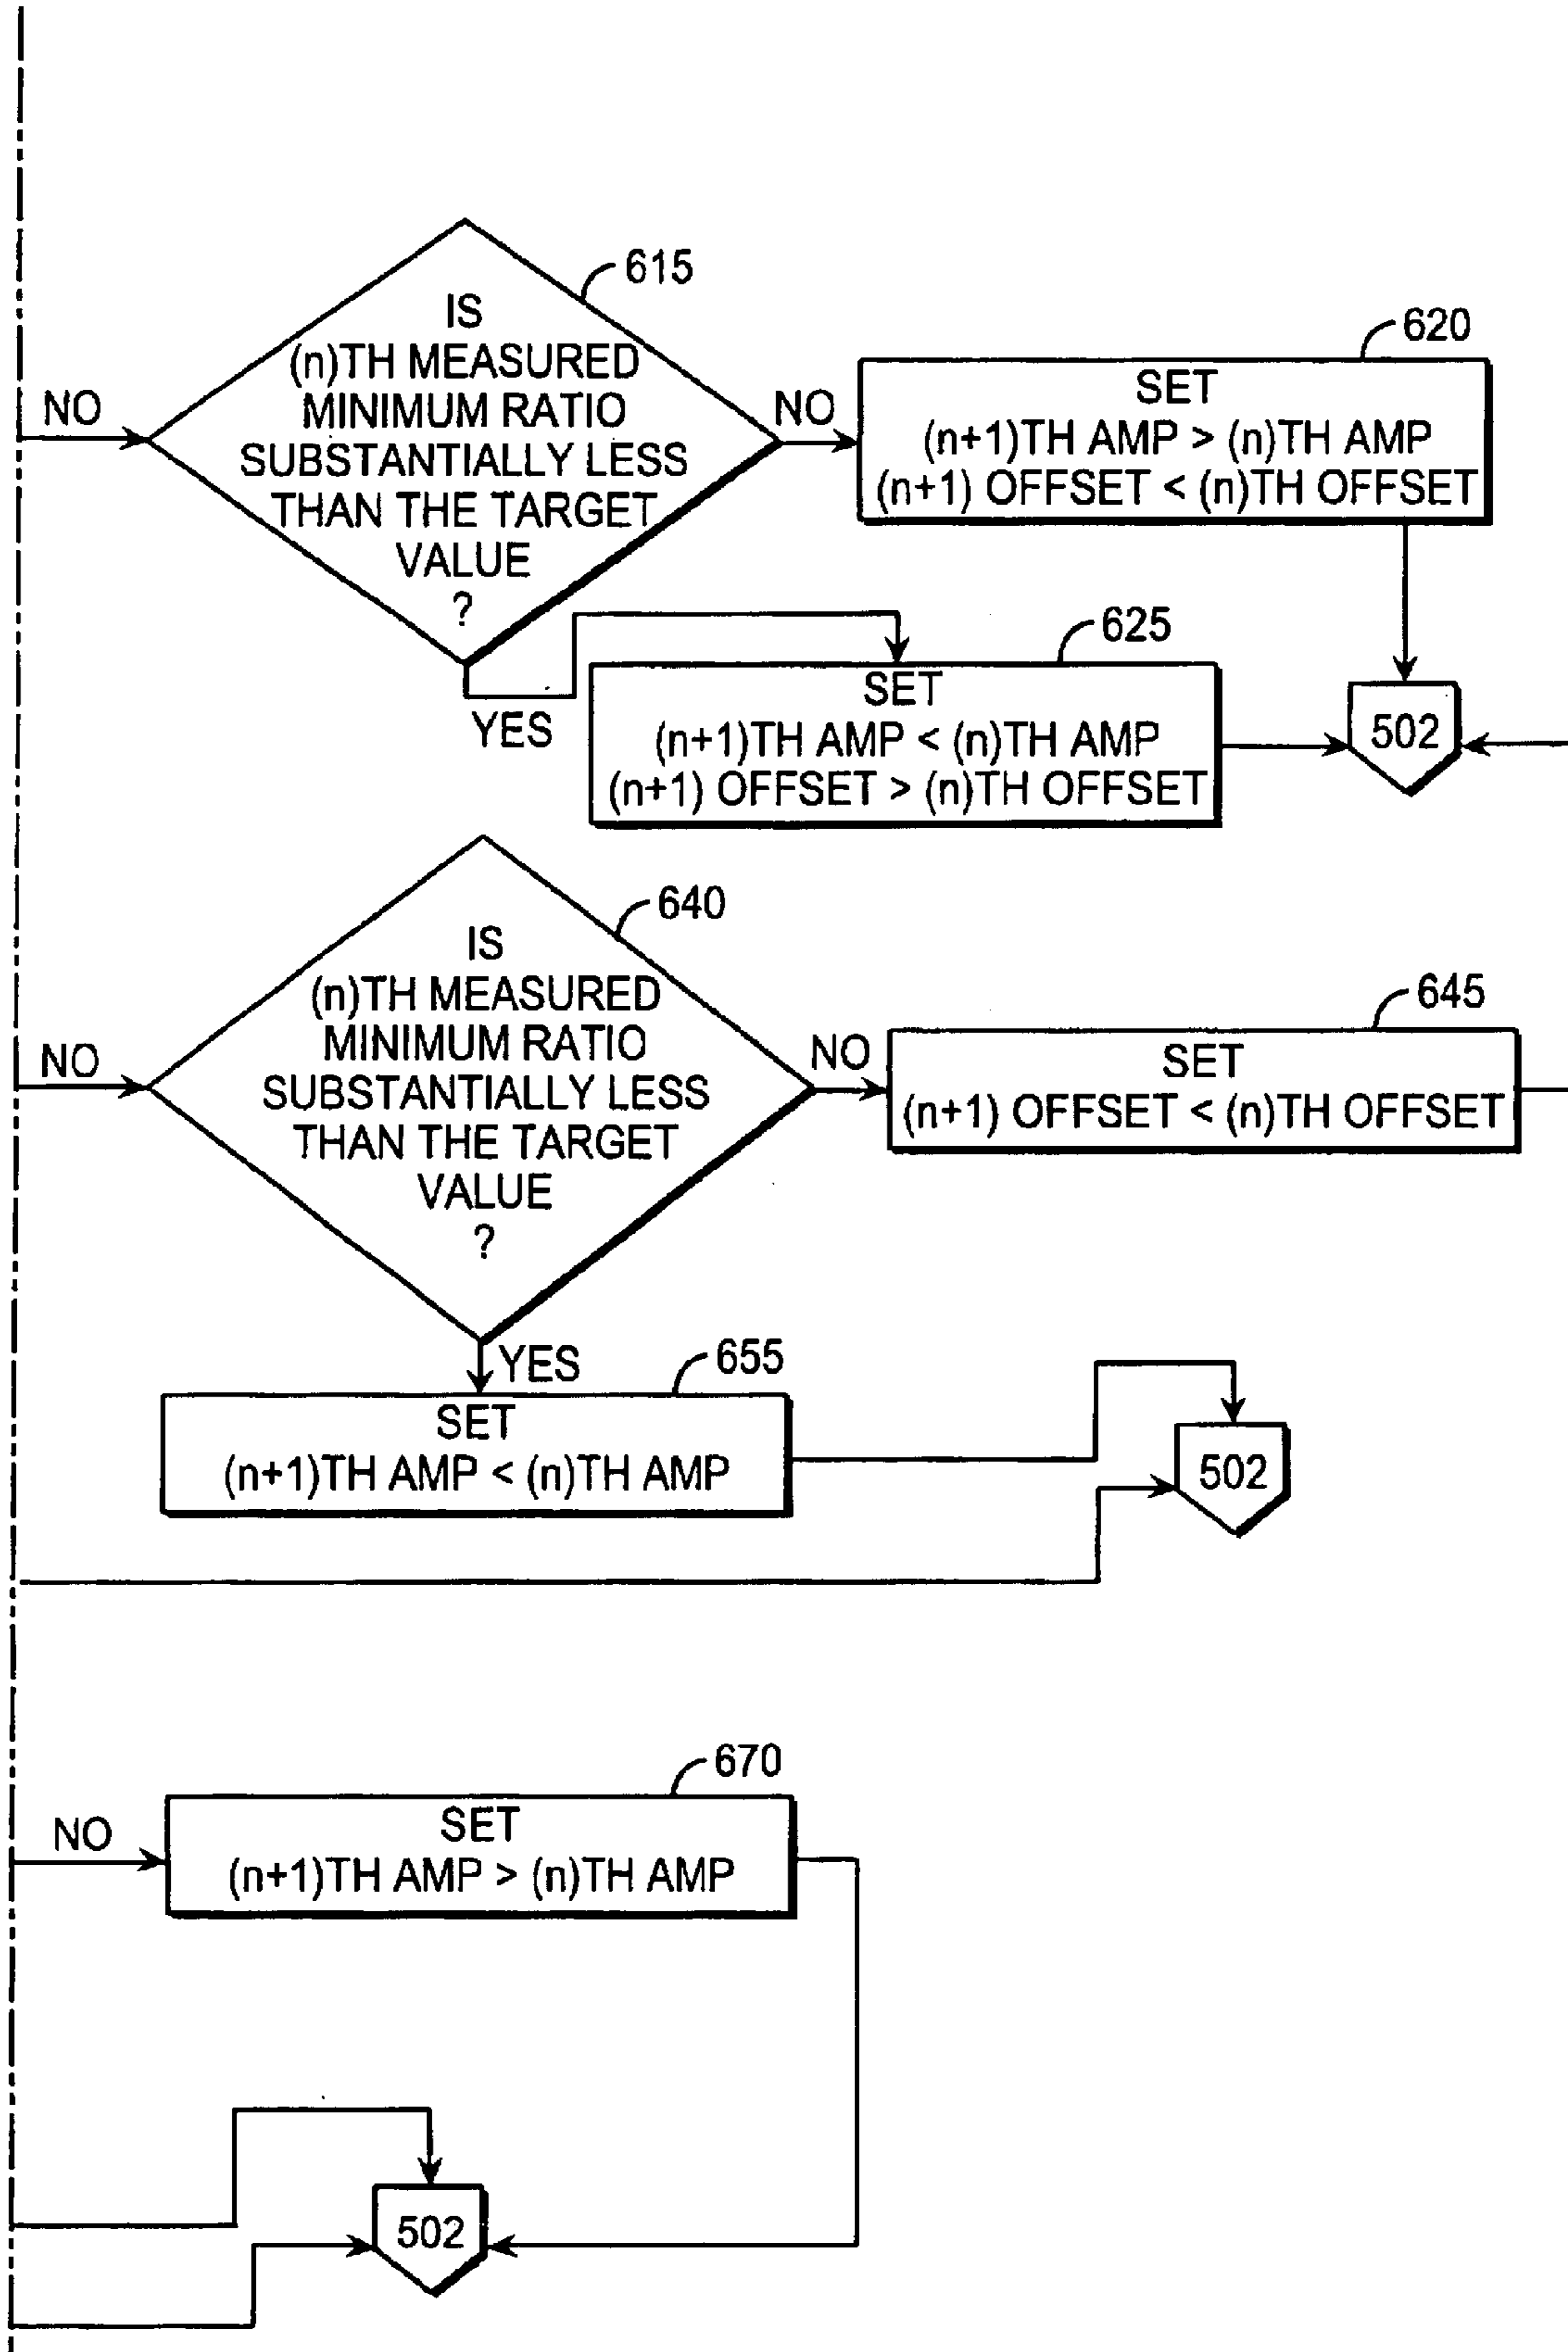 615
IS
(n)TH MEASURED
MINIMUM RATIO
SUBSTANTIALLY LESS
THAN THE TARGET
VALUE
?
NO
NO
620
SET
(n+1)TH AMP > (n)TH AMP
(n+1) OFFSET < (n)TH OFFSET
YES
625
SET
(n+1)TH AMP < (n)TH AMP
(n+1) OFFSET > (n)TH OFFSET
502
640
IS
(n)TH MEASURED
MINIMUM RATIO
SUBSTANTIALLY LESS
THAN THE TARGET
VALUE
?
NO
NO
645
SET
(n+1) OFFSET < (n)TH OFFSET
YES
655
SET
(n+1)TH AMP < (n)TH AMP
502
NO
670
SET
(n+1)TH AMP > (n)TH AMP
502